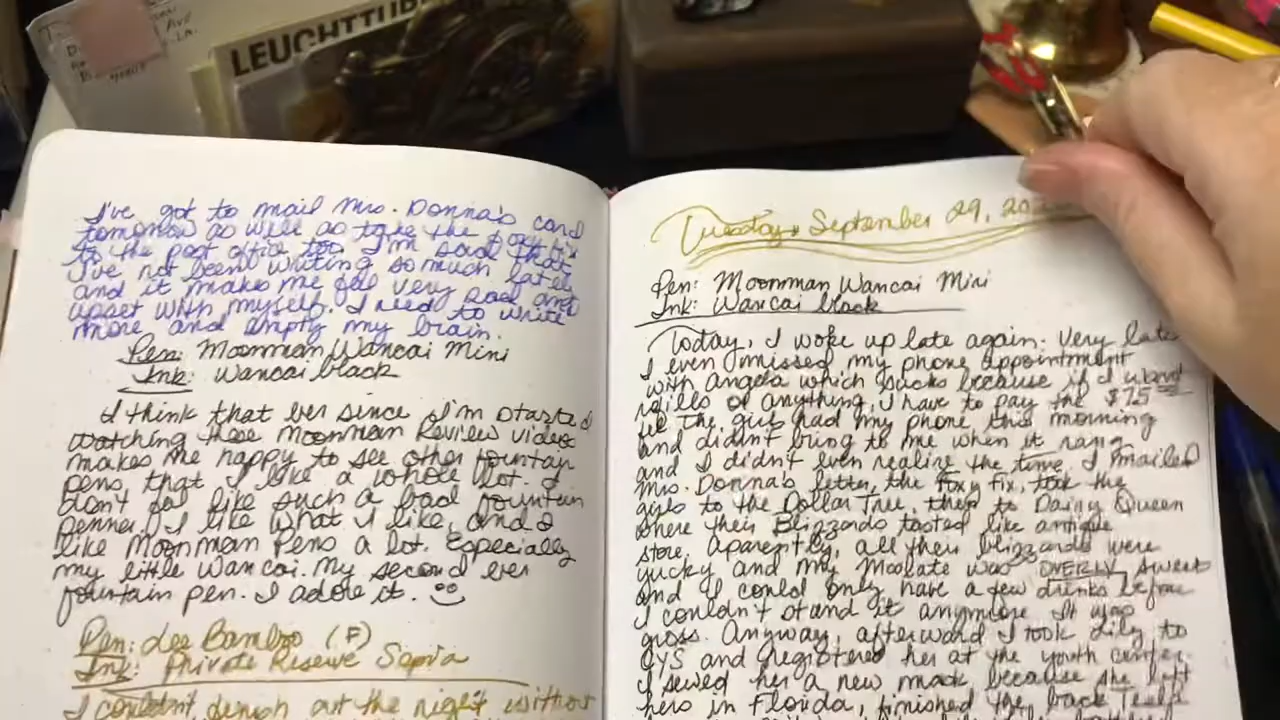 LEUCHTTU
I've got to mail Mrs. Donna's card
tomorrow as well as take the foxy fix
to the post office too. I'm sad that
I've not been writing so much lately
and it makes me feel very sad and
upset with myself. I need to write
more and empty my brain.
Pen: Moonman Wancai Mini
Ink: Wancai black
I think that ever since I'm started
watching these Moonman Review videos
makes me happy to see other fountain
pens that I like a whole lot. I
don't feel like such a bad fountain
penner. I like what I like, and I
like Moonman Pens a lot. Especially
my little Wancai. My second ever
fountain pen. I adore it.
Pen: Bamboo (F)
Ink: Private Reserve Sepia
I couldn't finish out the night without
Tuesday, September 29, 20
Pen: Moonman Wancai Mini
Ink: Wancai black
Today, I woke up late again. Very late
I even missed my phone appointment
with Angela which sucks because if I want
refills or anything, I have to pay the $75
fee the girls had my phone this morning
and didn't bring to me when it rang
and I didn't even realize the time. I mailed
Mrs. Donna's letter, the foxy fix, took the
girls to the Dollar Tree, then to Dairy Queen
where their Blizzards tasted like antique
store. Aparently, all their blizzards were
yucky and my Moolate was OVERLY sweet
and I could only have a few drinks before
I couldn't stand it anymore. It was
gross. Anyway, afterward I took Lily to
CYS and registered her at the youth center.
I sewed her a new mask because she left
hers in Florida, finished the back